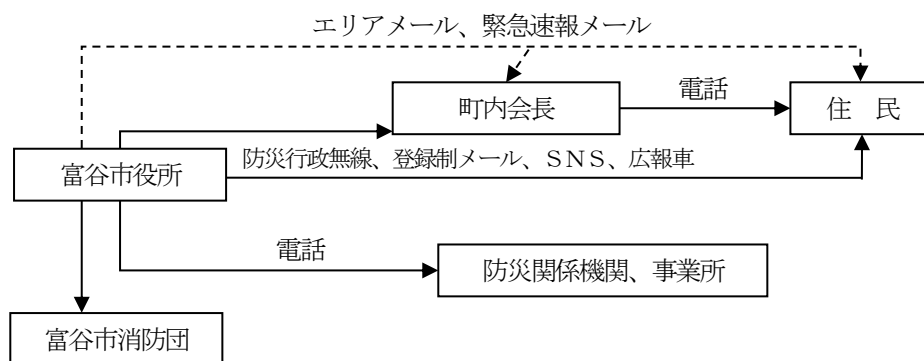 エリアメール、緊急速報メール
町内会長
電話
住　民
防災行政無線、登録制メール、ＳＮＳ、広報車
富谷市役所
電話
防災関係機関、事業所
富谷市消防団